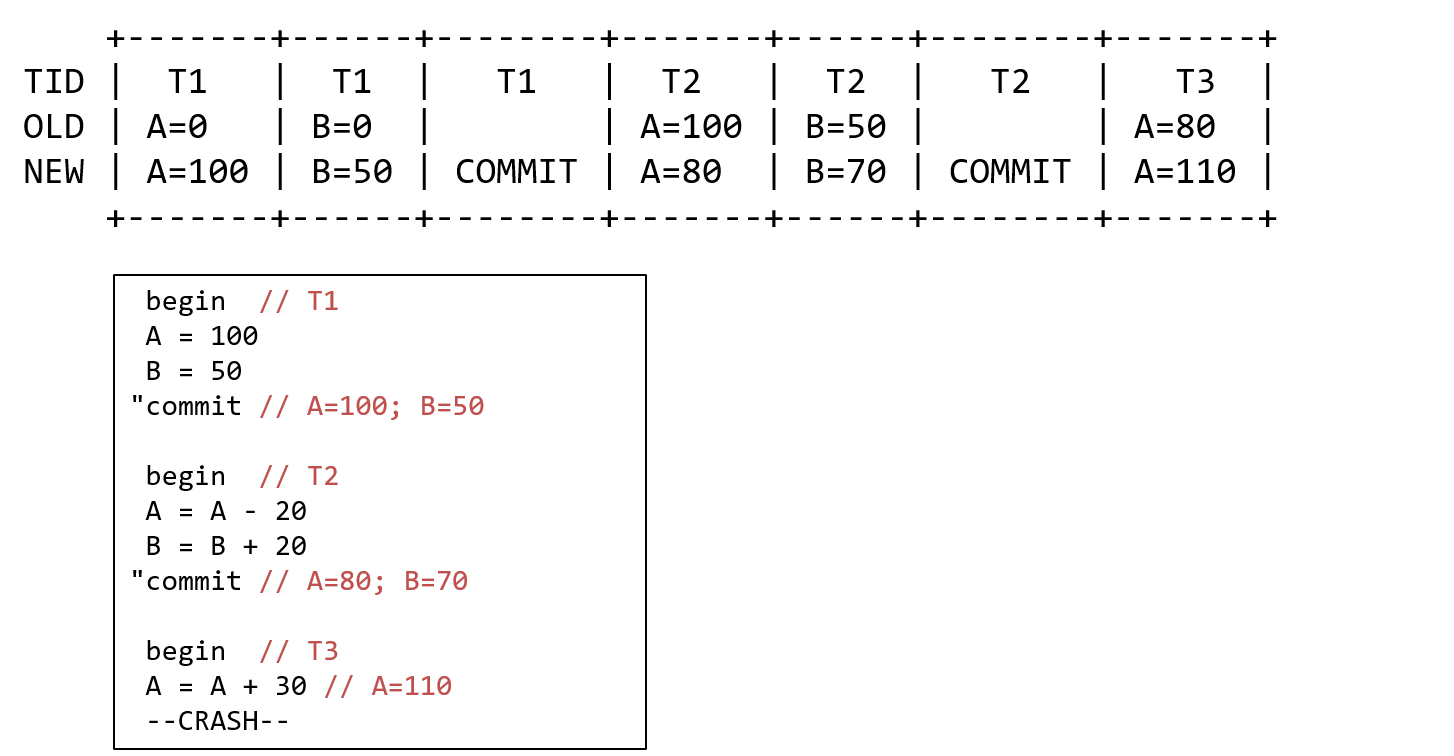 +-------+------+--------+-------+------+--------+-------+
TID |  T1   |  T1  |   T1   |  T2   |  T2  |   T2   |   T3  |
OLD | A=0   | B=0  |        | A=100 | B=50 |        | A=80  |
NEW | A=100 | B=50 | COMMIT | A=80  | B=70 | COMMIT | A=110 |
+-------+------+--------+-------+------+--------+-------+
begin  // T1
A = 100
B = 50
"commit // A=100; B=50
begin  // T2
A = A - 20
B = B + 20
"commit // A=80; B=70
begin  // T3
A = A + 30 // A=110
--CRASH--